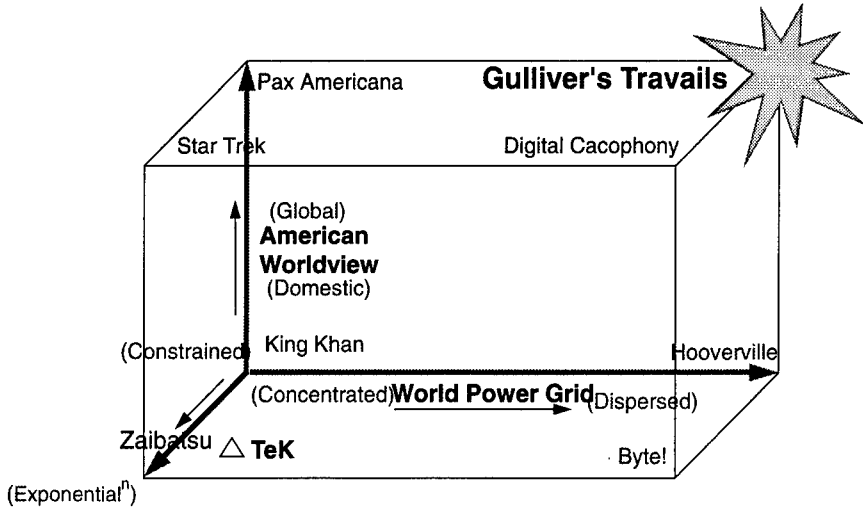 Pax Americana
Gulliver's Travails
Star Trek
Digital Cacophony
(Global)
American
Worldview
(Domestic)
King Khan
(Constrained)
Hooverville
(Concentrated)
World Power Grid
(Dispersed)
Zaibatsu
△ TeK
Byte!
(Exponentialⁿ)